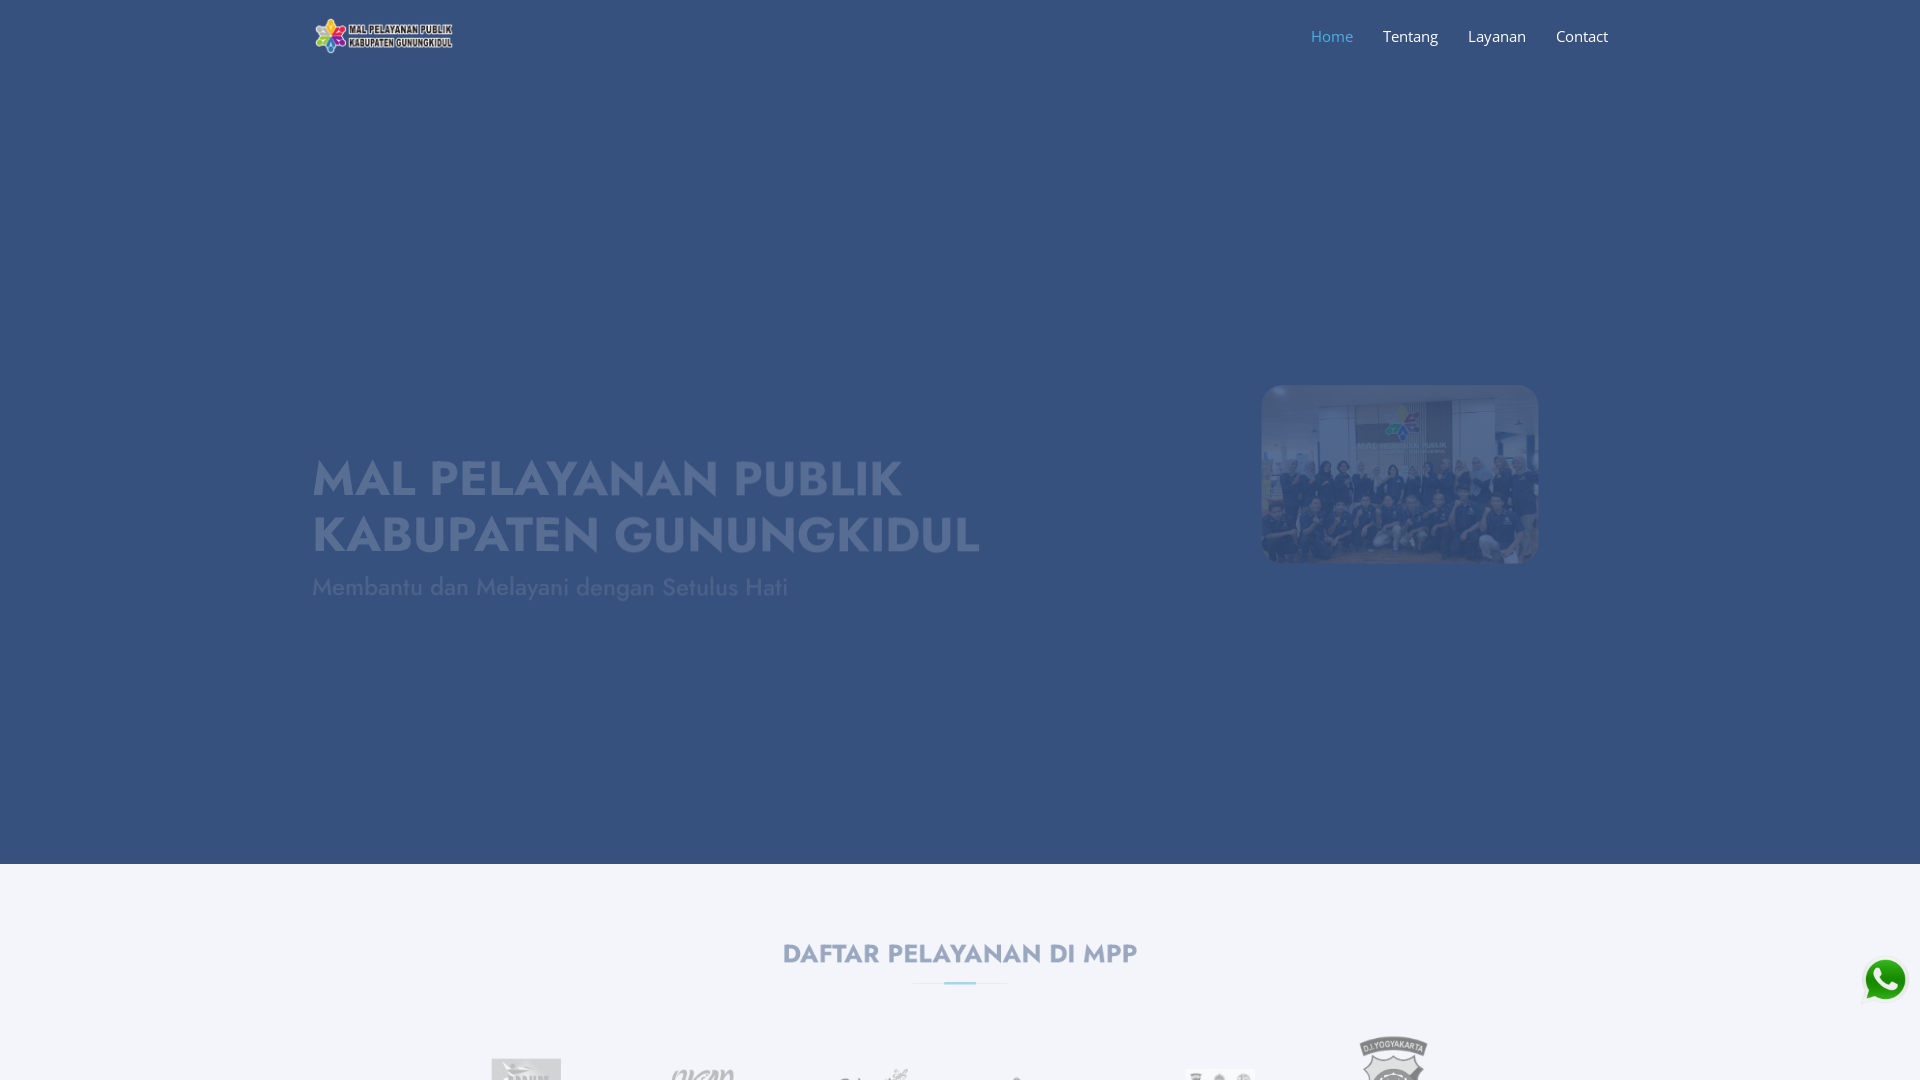 MAL PELAYANAN PUBLIK
KABUPATEN GUNUNGKIDUL
Home
Tentang
Layanan
Contact
MAL PELAYANAN PUBLIK
KABUPATEN GUNUNGKIDUL
Membantu dan Melayani dengan Setulus Hati
DAFTAR PELAYANAN DI MPP
D.I.YOGYAKARTA